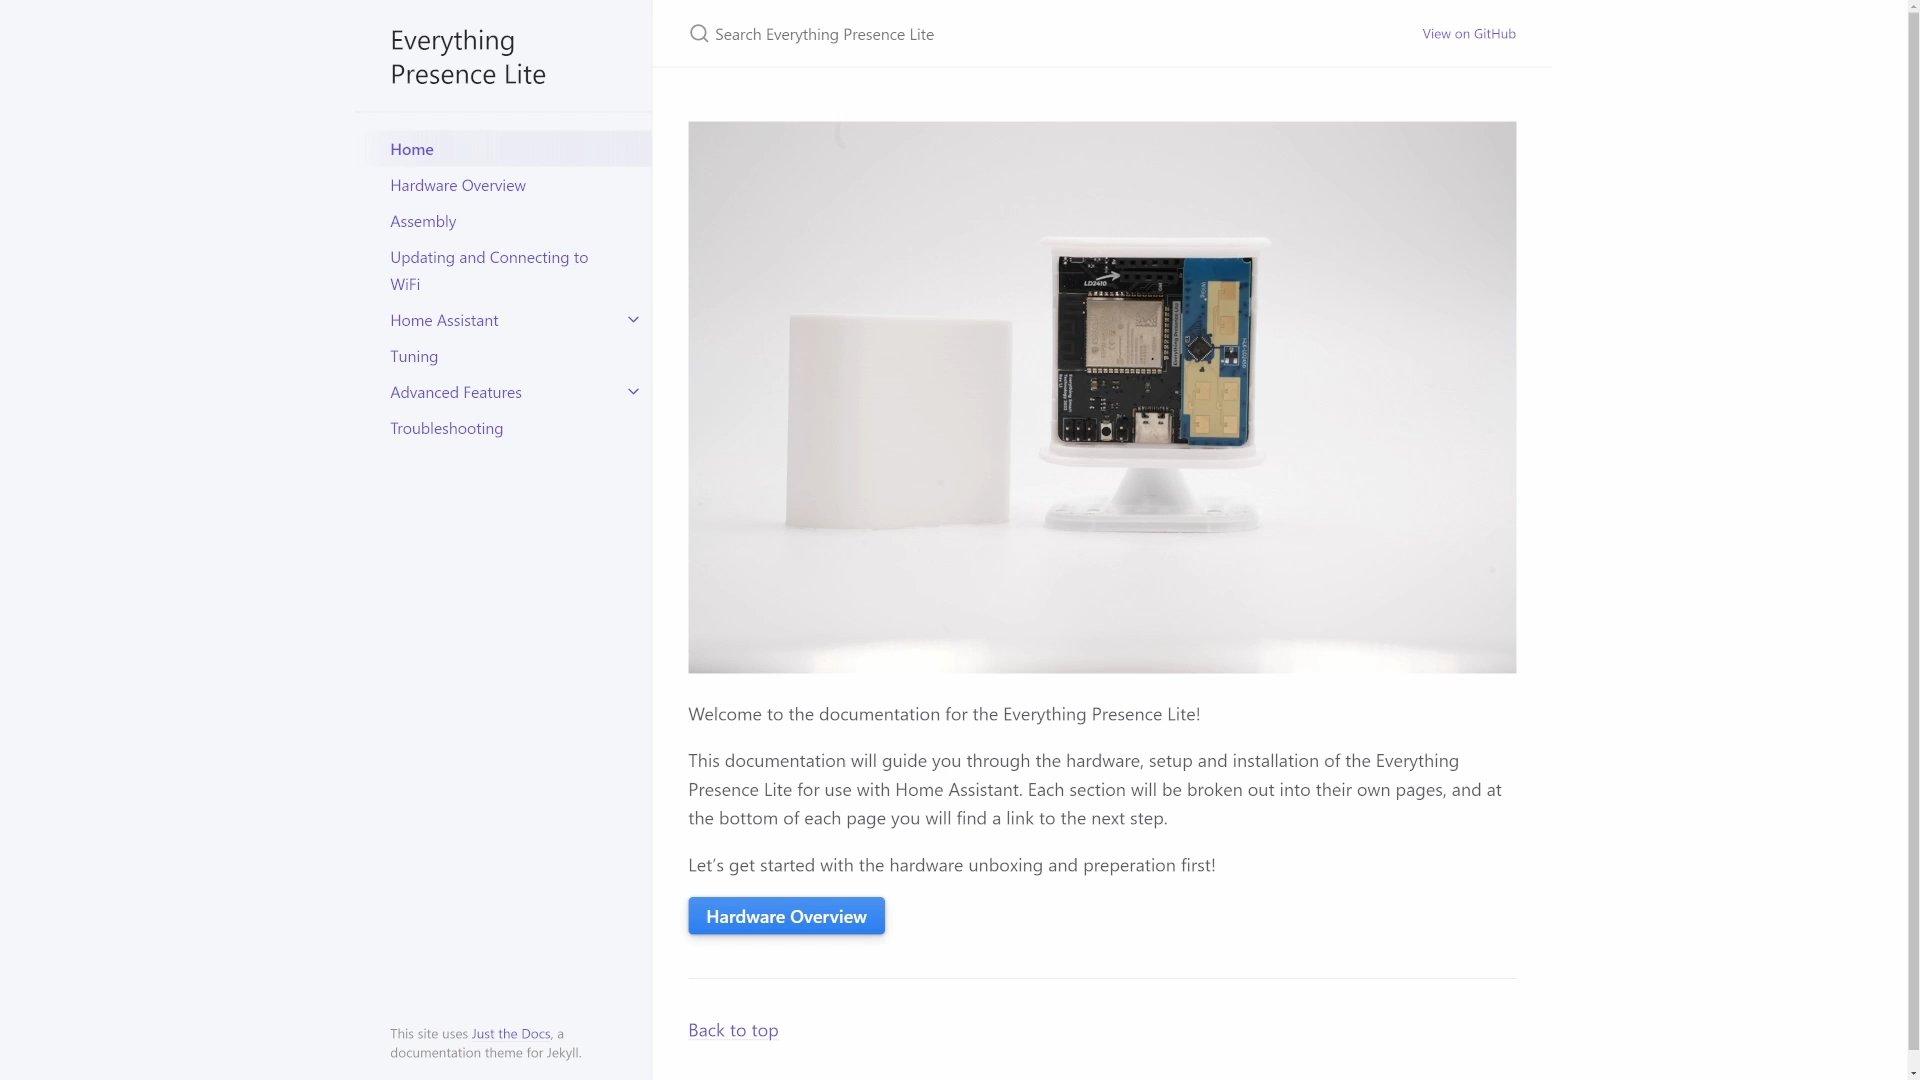 Everything
Presence Lite
Search Everything Presence Lite
View on GitHub
Home
Hardware Overview
Assembly
Updating and Connecting to
WiFi
Home Assistant
Tuning
Advanced Features
Troubleshooting
LD2410
Welcome to the documentation for the Everything Presence Lite!
This documentation will guide you through the hardware, setup and installation of the Everything
Presence Lite for use with Home Assistant. Each section will be broken out into their own pages, and at
the bottom of each page you will find a link to the next step.
Let’s get started with the hardware unboxing and preperation first!
Hardware Overview
Back to top
This site uses Just the Docs, a
documentation theme for Jekyll.